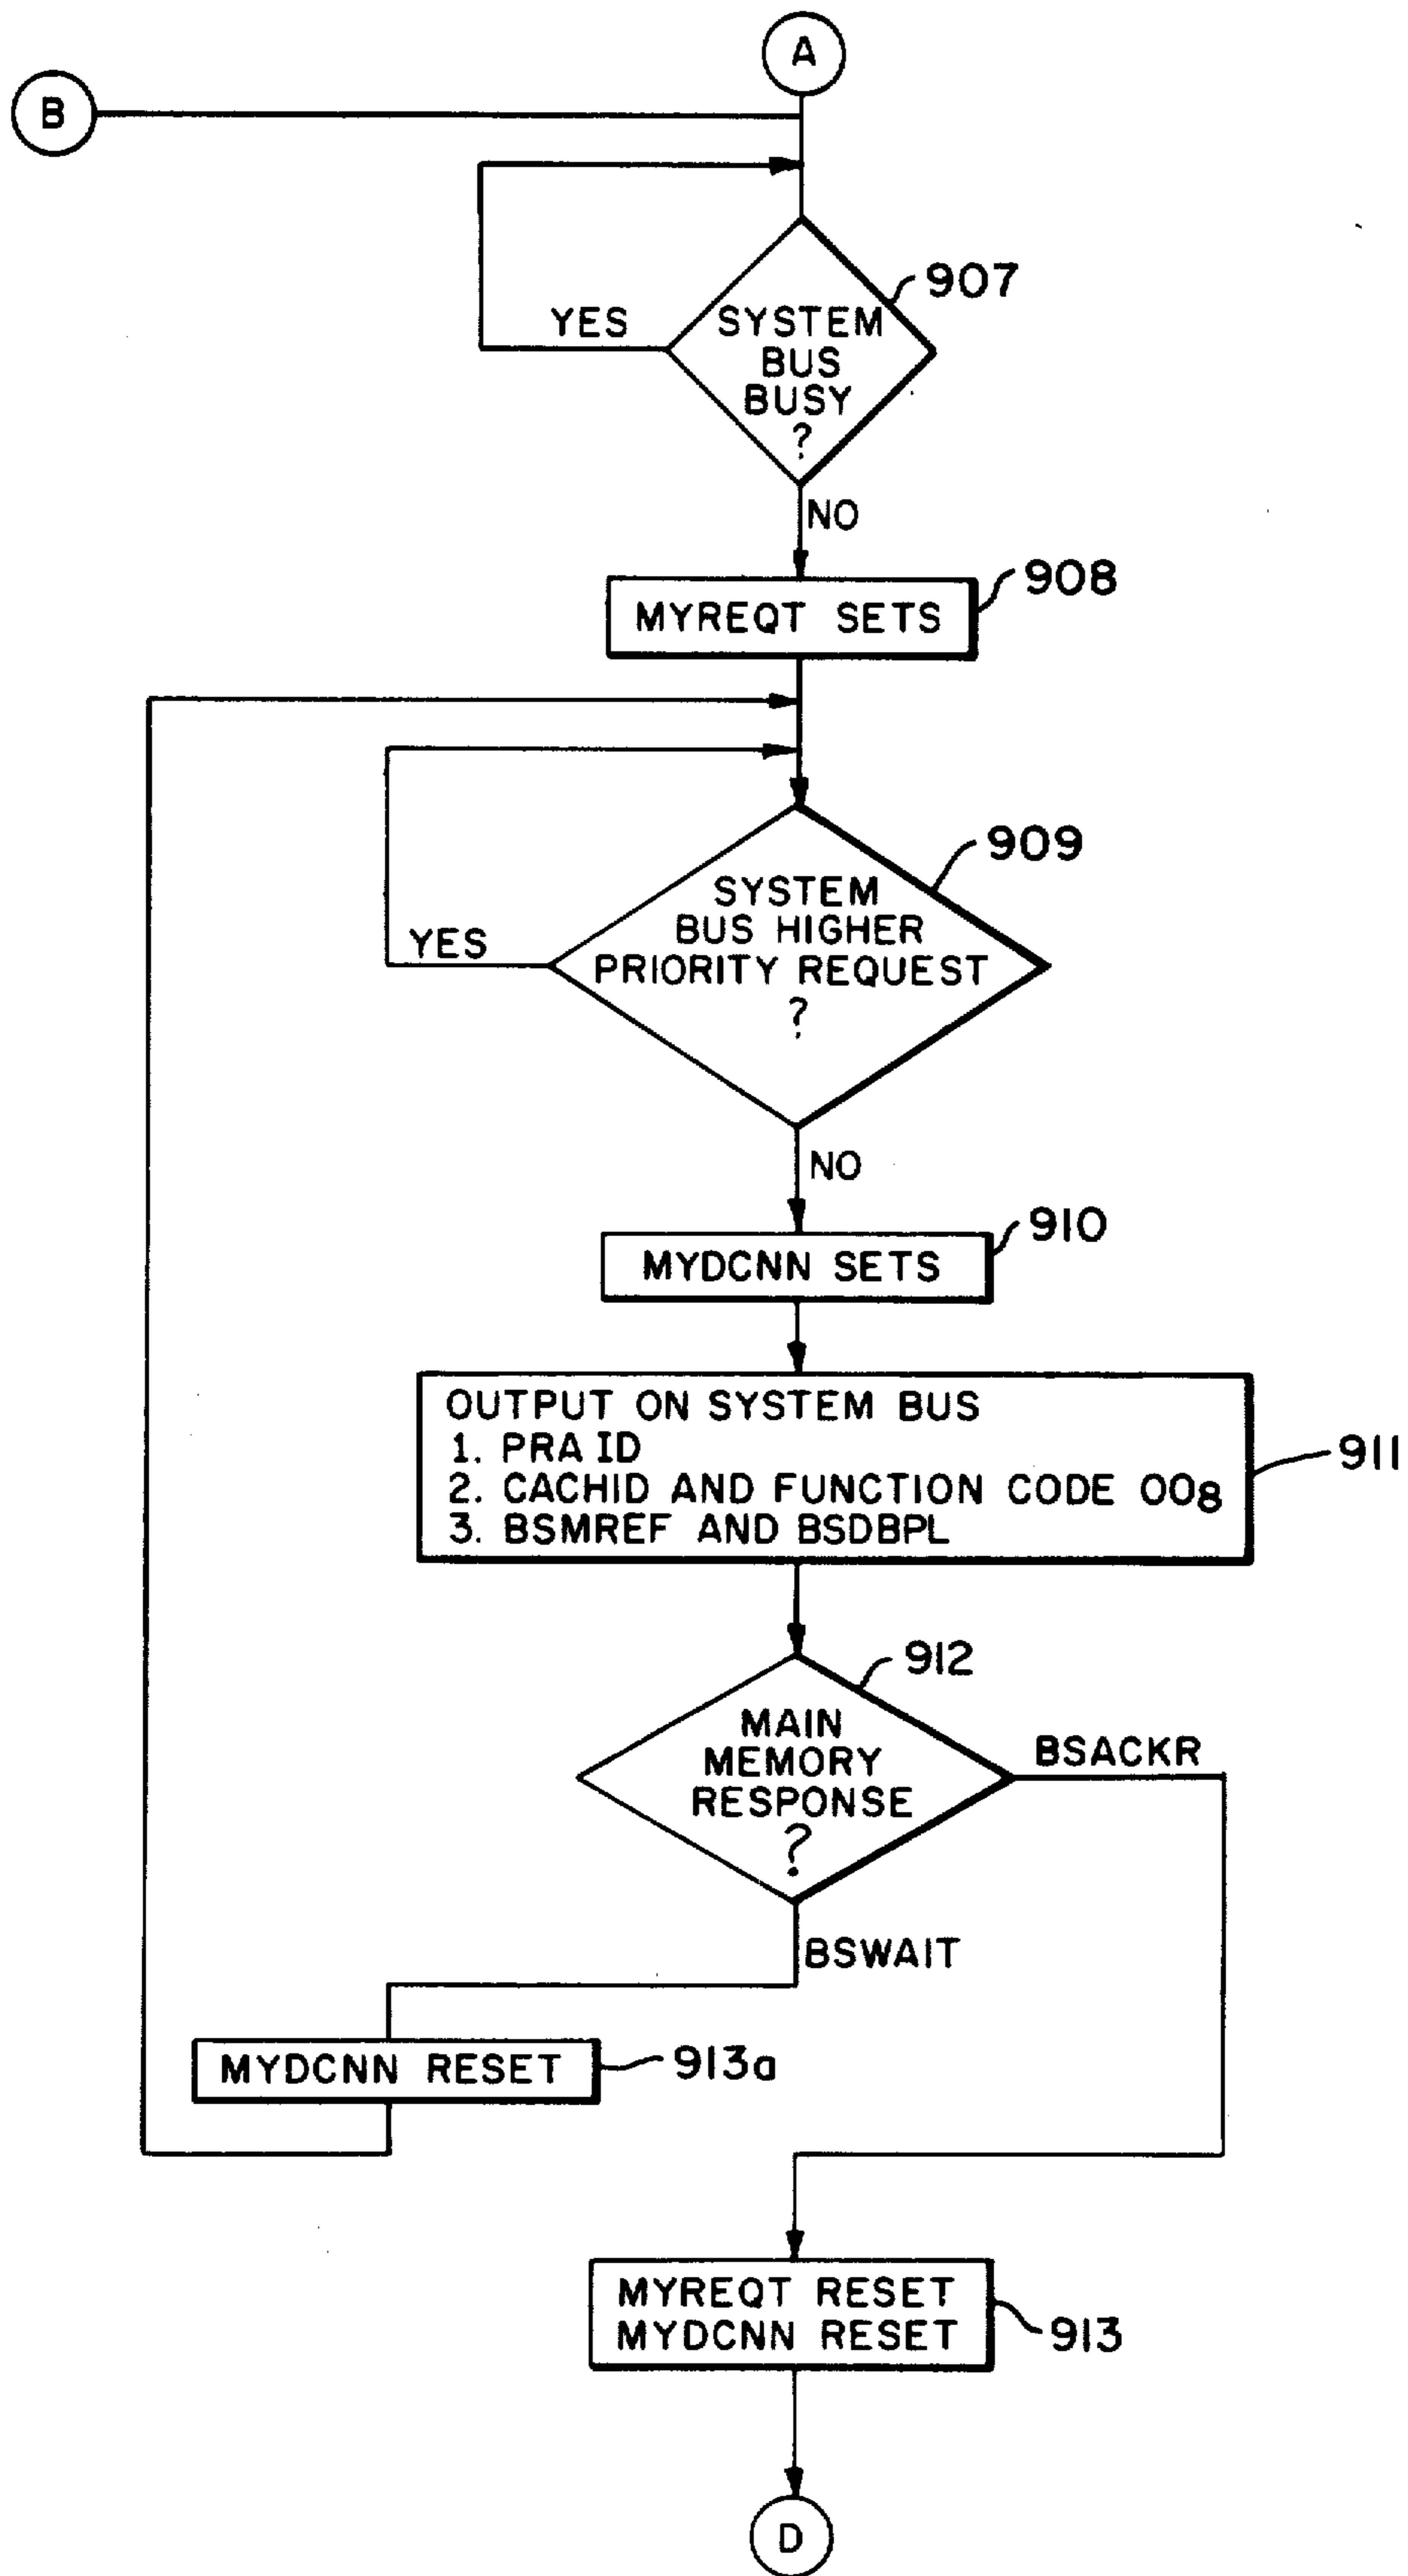 A
B
907
YES
SYSTEM
BUS
BUSY
?
NO
908
MYREQT SETS
909
SYSTEM
BUS HIGHER
PRIORITY REQUEST
?
YES
NO
910
MYDCNN SETS
OUTPUT ON SYSTEM BUS
1. PRA ID
2. CACHID AND FUNCTION CODE 00₈
3. BSMREF AND BSDBPL
911
912
MAIN
MEMORY
RESPONSE
?
BSACKR
BSWAIT
MYDCNN RESET
913a
MYREQT RESET
MYDCNN RESET
913
D